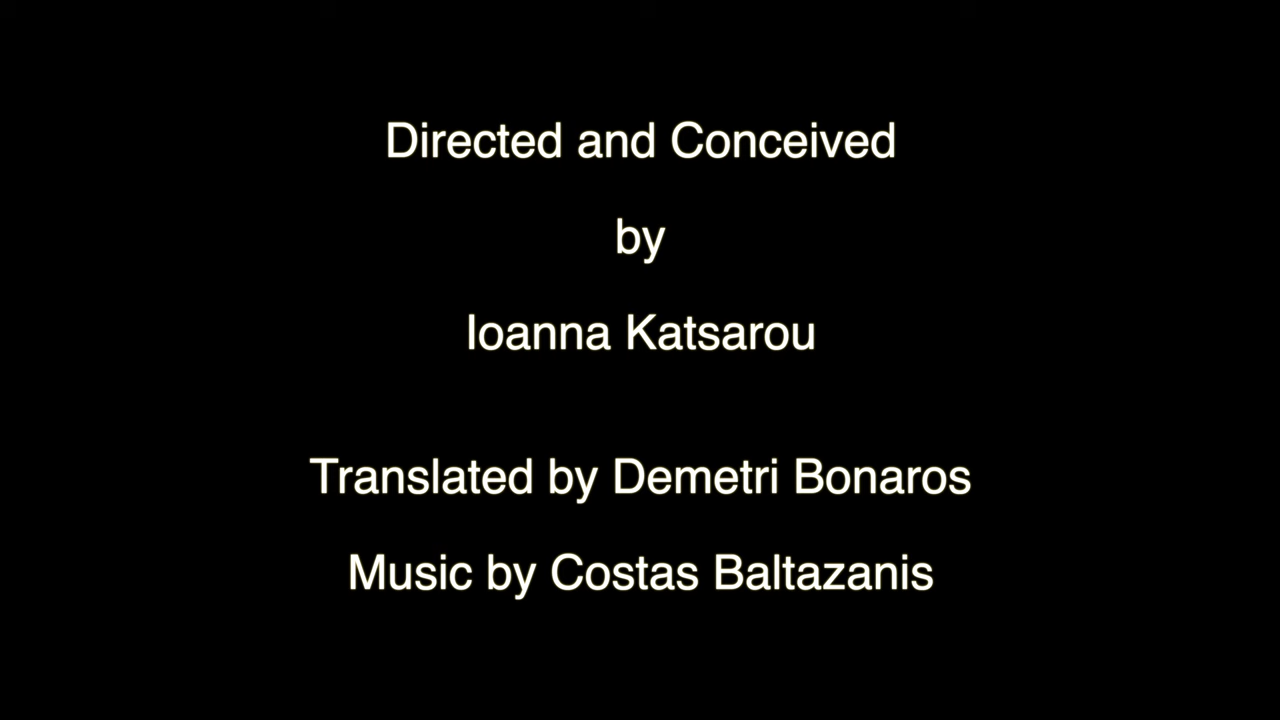 Directed and Conceived
by
Ioanna Katsarou
Translated by Demetri Bonaros
Music by Costas Baltazanis